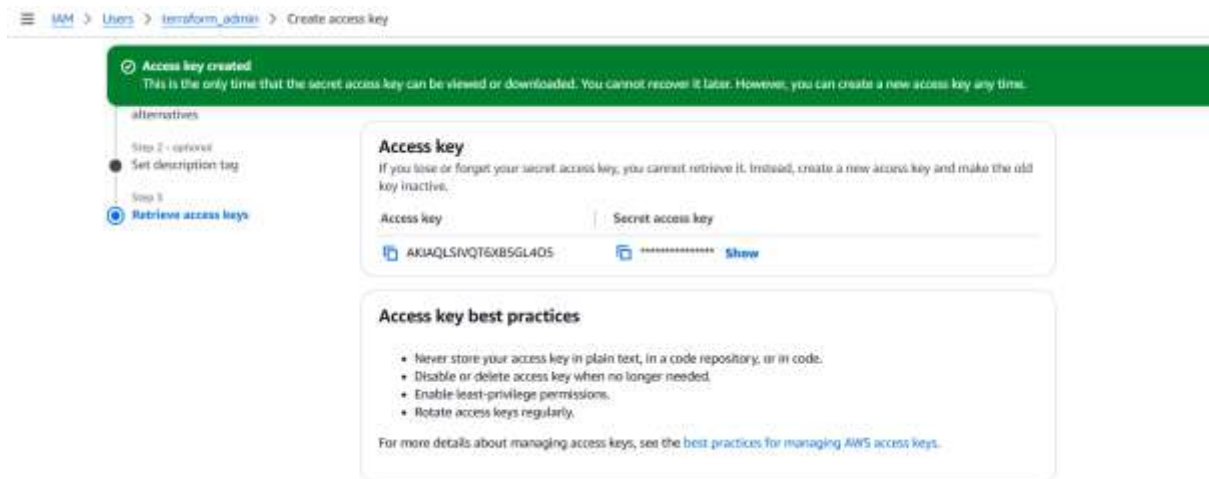 IAM > Users > terraform_admin > Create access key
Access key created
This is the only time that the secret access key can be viewed or downloaded. You cannot recover it later. However, you can create a new access key any time.
alternatives
Step 2 - optional
Set description tag
Step 3
Retrieve access keys
Access key
If you lose or forget your secret access key, you cannot retrieve it. Instead, create a new access key and make the old
key inactive.
Access key
Secret access key
AKIAQLSIVQT6XB5GL4O5
*************** Show
Access key best practices
• Never store your access key in plain text, in a code repository, or in code.
• Disable or delete access key when no longer needed.
• Enable least-privilege permissions.
• Rotate access keys regularly.
For more details about managing access keys, see the best practices for managing AWS access keys.